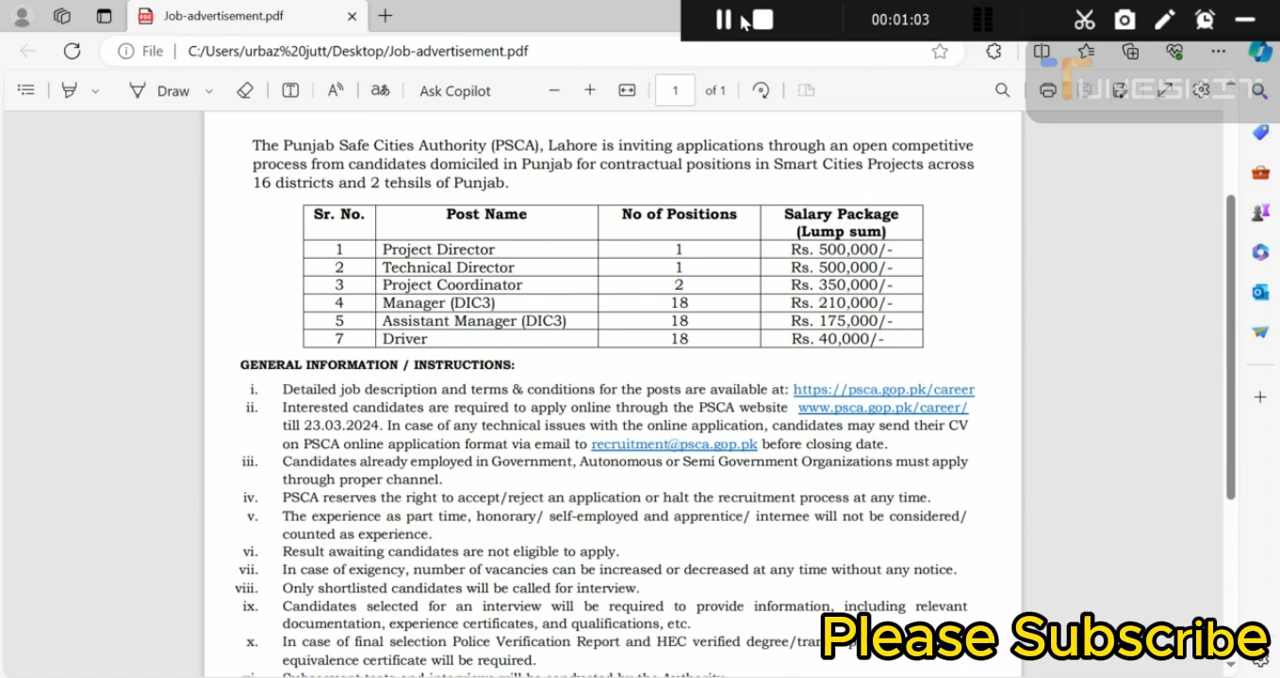 Job-advertisement.pdf
00:01:03
File
C:/Users/urbaz%20jutt/Desktop/Job-advertisement.pdf
Draw
Ask Copilot
1 of 1
The Punjab Safe Cities Authority (PSCA), Lahore is inviting applications through an open competitive
process from candidates domiciled in Punjab for contractual positions in Smart Cities Projects across
16 districts and 2 tehsils of Punjab.
Sr. No. Post Name No of Positions Salary Package
(Lump sum)
1 Project Director 1 Rs. 500,000/-
2 Technical Director 1 Rs. 500,000/-
3 Project Coordinator 2 Rs. 350,000/-
4 Manager (DIC3) 18 Rs. 210,000/-
5 Assistant Manager (DIC3) 18 Rs. 175,000/-
7 Driver 18 Rs. 40,000/-
GENERAL INFORMATION / INSTRUCTIONS:
i. Detailed job description and terms & conditions for the posts are available at: https://psca.gop.pk/career
ii. Interested candidates are required to apply online through the PSCA website www.psca.gop.pk/career/
till 23.03.2024. In case of any technical issues with the online application, candidates may send their CV
on PSCA online application format via email to recruitment@psca.gop.pk before closing date.
iii. Candidates already employed in Government, Autonomous or Semi Government Organizations must apply
through proper channel.
iv. PSCA reserves the right to accept/reject an application or halt the recruitment process at any time.
v. The experience as part time, honorary/ self-employed and apprentice/ internee will not be considered/
counted as experience.
vi. Result awaiting candidates are not eligible to apply.
vii. In case of exigency, number of vacancies can be increased or decreased at any time without any notice.
viii. Only shortlisted candidates will be called for interview.
ix. Candidates selected for an interview will be required to provide information, including relevant
documentation, experience certificates, and qualifications, etc.
x. In case of final selection Police Verification Report and HEC verified
equivalence certificate will be required.
Please Subscribe